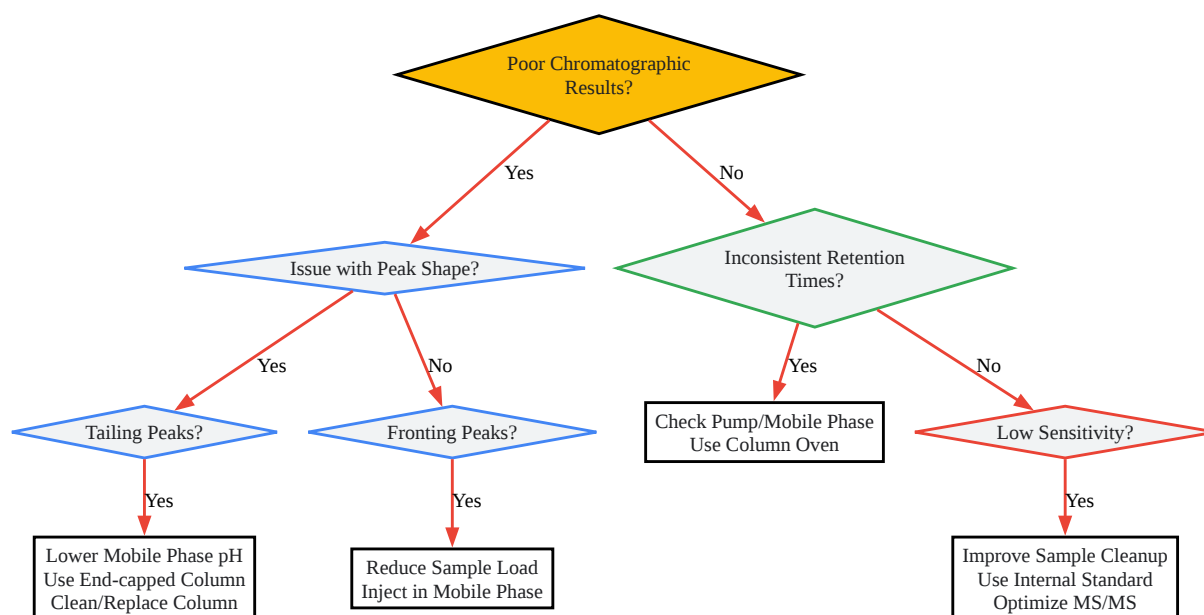 Poor Chromatographic
Results?
Yes
No
Issue with Peak Shape?
Inconsistent Retention
Times?
Yes
No
Yes
No
Tailing Peaks?
Fronting Peaks?
Check Pump/Mobile Phase
Use Column Oven
Low Sensitivity?
Yes
Yes
Yes
Lower Mobile Phase pH
Use End-capped Column
Clean/Replace Column
Reduce Sample Load
Inject in Mobile Phase
Improve Sample Cleanup
Use Internal Standard
Optimize MS/MS